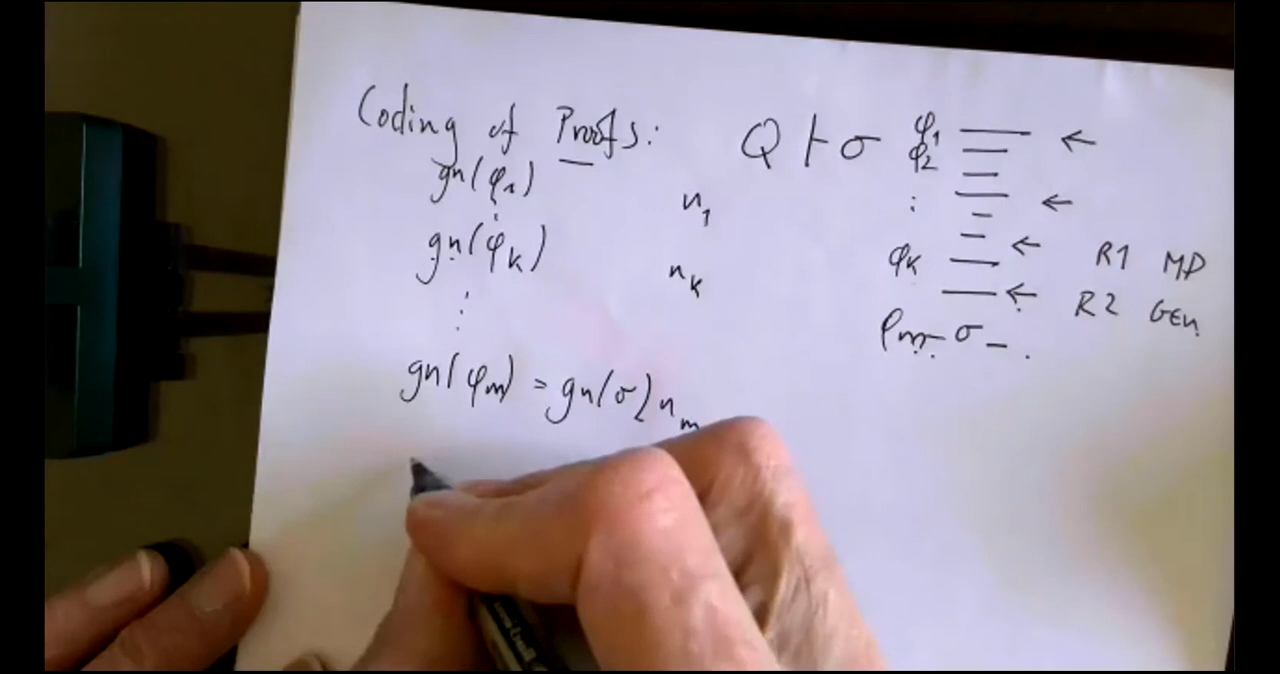 Coding of Proofs: Q ⊢ σ φ1 ←
gn(φ1) n1 φ2
⋮ ⋮ ←
gn(φk) nk φk ← R1 MP
⋮ ← R2 Gen
φm σ
gn(φm) = gn(σ) nm